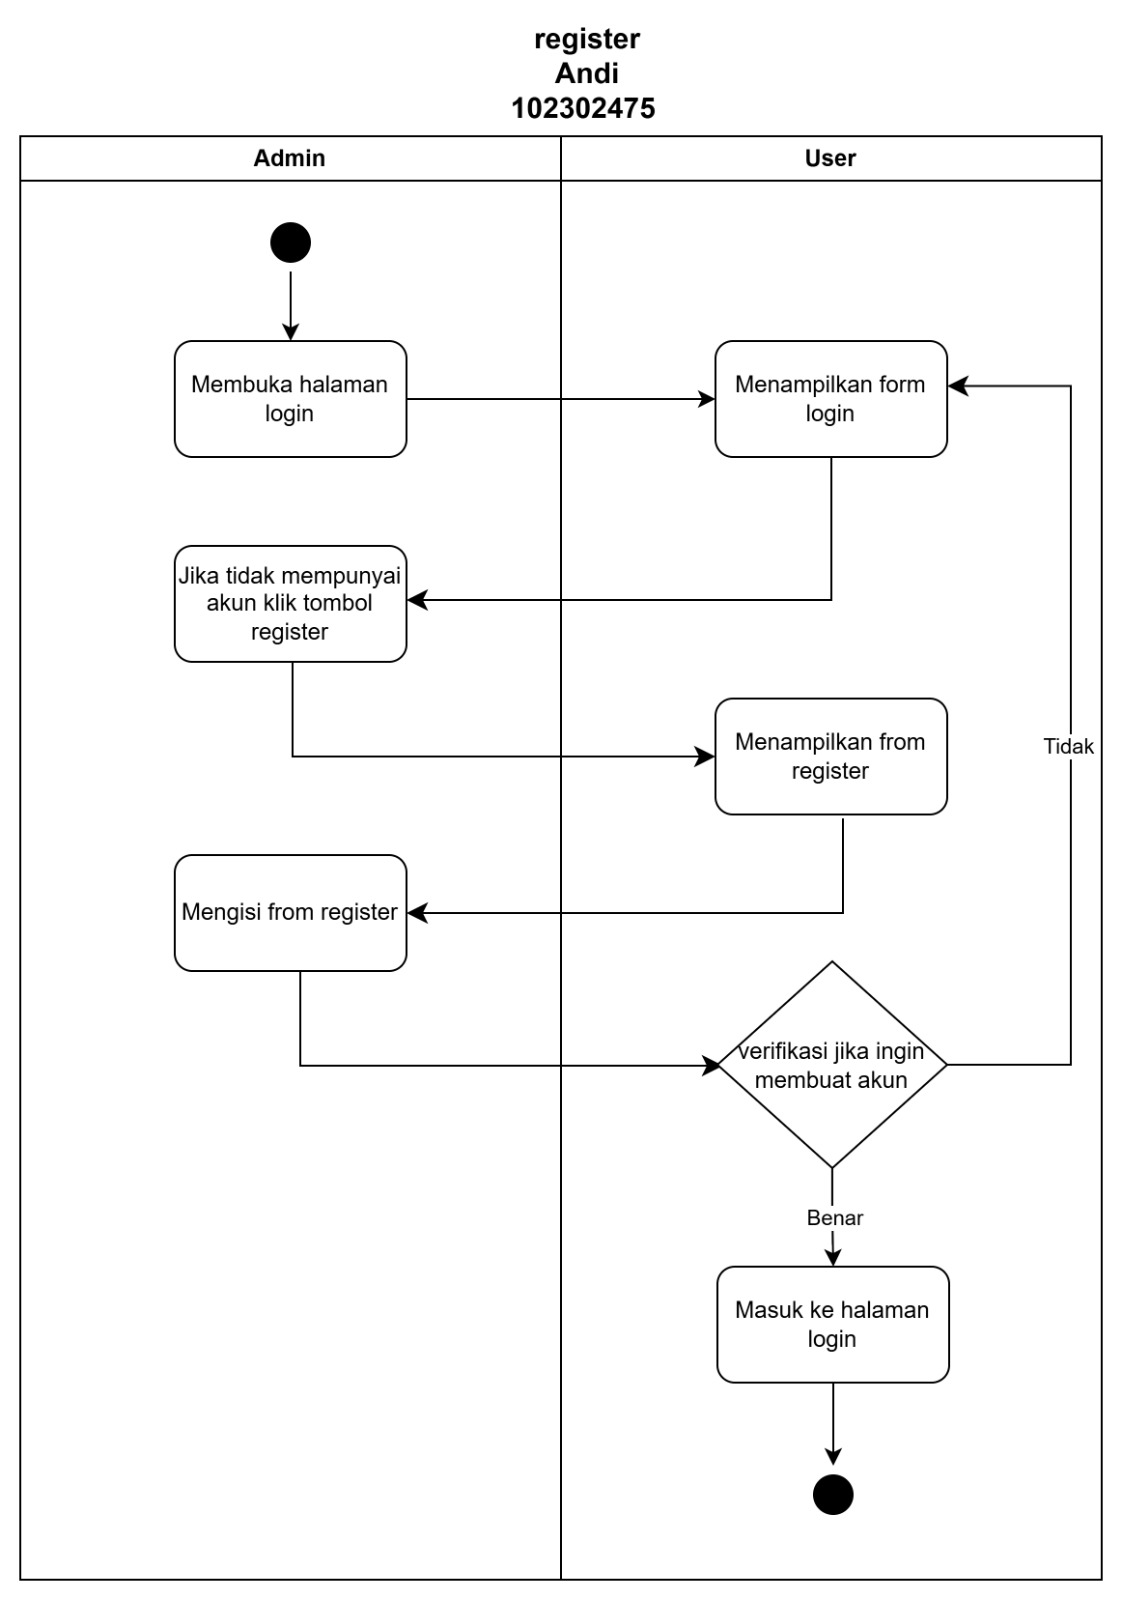 register
Andi
102302475
Admin
User
Membuka halaman
login
Menampilkan form
login
Jika tidak mempunyai
akun klik tombol
register
Menampilkan from
register
Tidak
Mengisi from register
verifikasi jika ingin
membuat akun
Benar
Masuk ke halaman
login